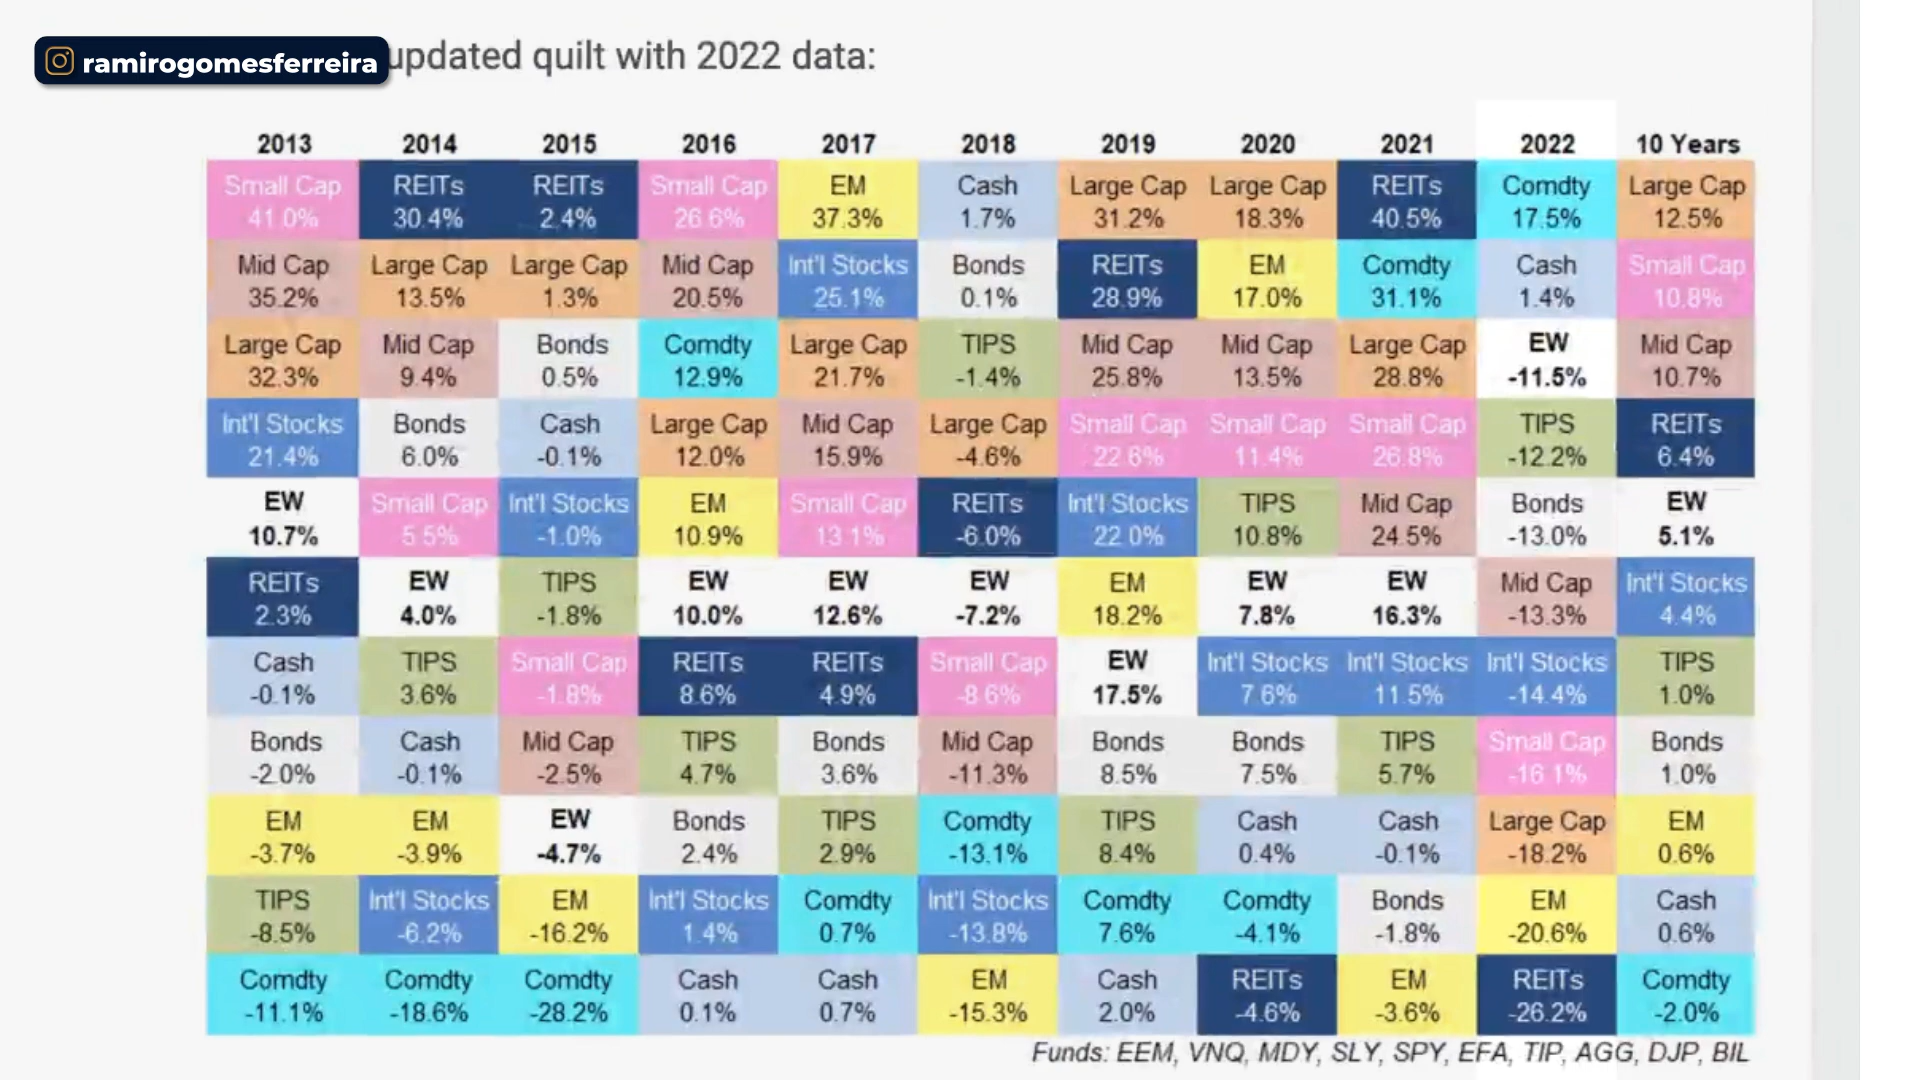 ramirogomesferreira updated quilt with 2022 data:
2013 2014 2015 2016 2017 2018 2019 2020 2021 2022 10 Years
Small Cap REITs REITs Small Cap EM Cash Large Cap Large Cap REITs Comdty Large Cap
41.0% 30.4% 2.4% 26.6% 37.3% 1.7% 31.2% 18.3% 40.5% 17.5% 12.5%
Mid Cap Large Cap Large Cap Mid Cap Int'l Stocks Bonds REITs EM Comdty Cash Small Cap
35.2% 13.5% 1.3% 20.5% 25.1% 0.1% 28.9% 17.0% 31.1% 1.4% 10.8%
Large Cap Mid Cap Bonds Comdty Large Cap TIPS Mid Cap Mid Cap Large Cap EW Mid Cap
32.3% 9.4% 0.5% 12.9% 21.7% -1.4% 25.8% 13.5% 28.8% -11.5% 10.7%
Int'l Stocks Bonds Cash Large Cap Mid Cap Large Cap Small Cap Small Cap Small Cap TIPS REITs
21.4% 6.0% -0.1% 12.0% 15.9% -4.6% 22.6% 11.4% 26.8% -12.2% 6.4%
EW Small Cap Int'l Stocks EM Small Cap REITs Int'l Stocks TIPS Mid Cap Bonds EW
10.7% 5.5% -1.0% 10.9% 13.1% -6.0% 22.0% 10.8% 24.5% -13.0% 5.1%
REITs EW TIPS EW EW EW EM EW EW Mid Cap Int'l Stocks
2.3% 4.0% -1.8% 10.0% 12.6% -7.2% 18.2% 7.8% 16.3% -13.3% 4.4%
Cash TIPS Small Cap REITs REITs Small Cap EW Int'l Stocks Int'l Stocks Int'l Stocks TIPS
-0.1% 3.6% -1.8% 8.6% 4.9% -8.6% 17.5% 7.6% 11.5% -14.4% 1.0%
Bonds Cash Mid Cap TIPS Bonds Mid Cap Bonds Bonds TIPS Small Cap Bonds
-2.0% -0.1% -2.5% 4.7% 3.6% -11.3% 8.5% 7.5% 5.7% -16.1% 1.0%
EM EM EW Bonds TIPS Comdty TIPS Cash Cash Large Cap EM
-3.7% -3.9% -4.7% 2.4% 2.9% -13.1% 8.4% 0.4% -0.1% -18.2% 0.6%
TIPS Int'l Stocks EM Int'l Stocks Comdty Int'l Stocks Comdty Comdty Bonds EM Cash
-8.5% -6.2% -16.2% 1.4% 0.7% -13.8% 7.6% -4.1% -1.8% -20.6% 0.6%
Comdty Comdty Comdty Cash Cash EM Cash REITs EM REITs Comdty
-11.1% -18.6% -28.2% 0.1% 0.7% -15.3% 2.0% -4.6% -3.6% -26.2% -2.0%
Funds: EEM, VNQ, MDY, SLY, SPY, EFA, TIP, AGG, DJP, BIL